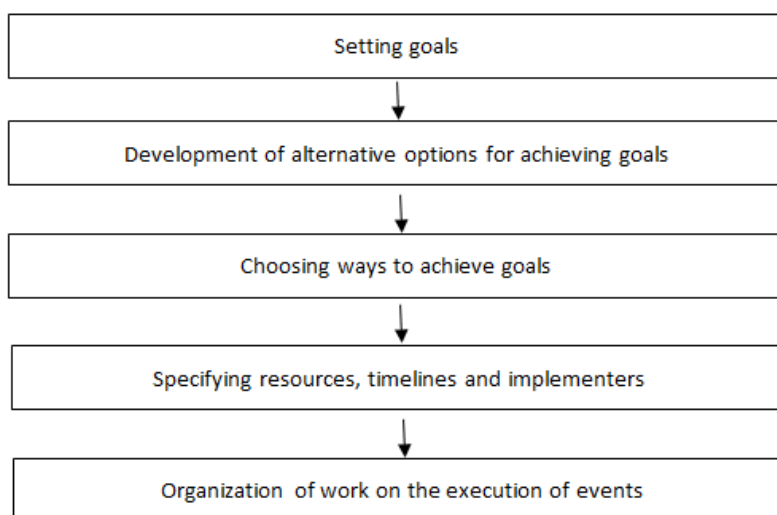 Setting goals
Development of alternative options for achieving goals
Choosing ways to achieve goals
Specifying resources, timelines and implementers
Organization of work on the execution of events